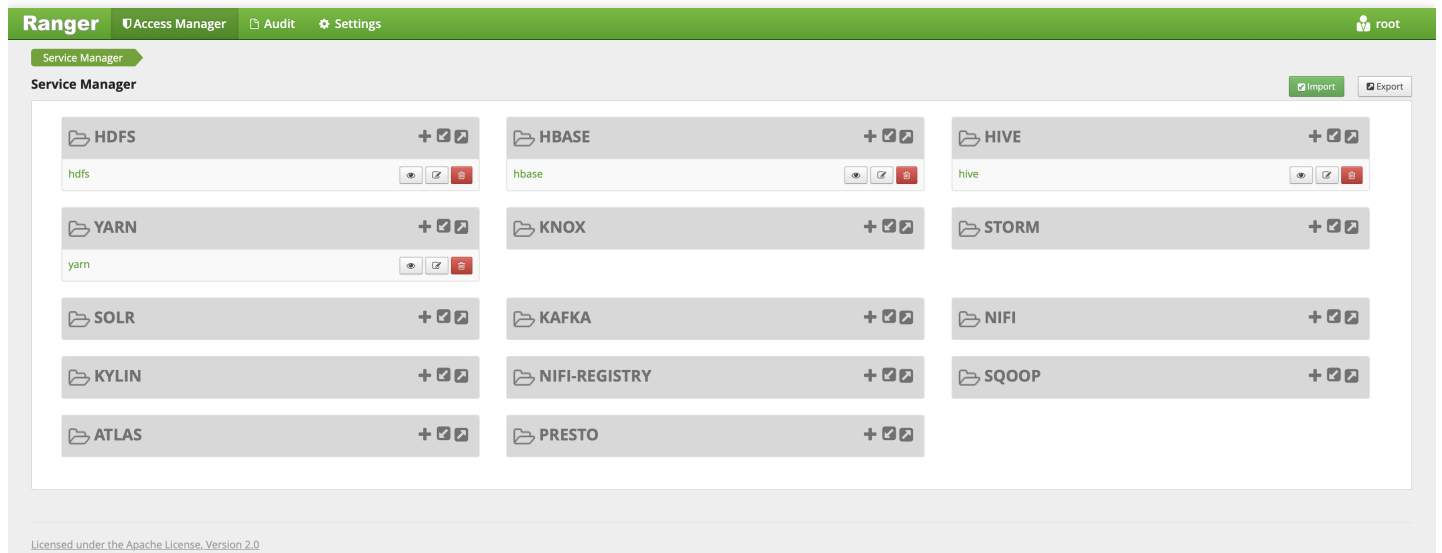 Ranger Access Manager Audit Settings root
Service Manager
Service Manager Import Export
HDFS HBASE HIVE
hdfs hbase hive
YARN KNOX STORM
yarn
SOLR KAFKA NIFI
KYLIN NIFI-REGISTRY SQOOP
ATLAS PRESTO
Licensed under the Apache License, Version 2.0